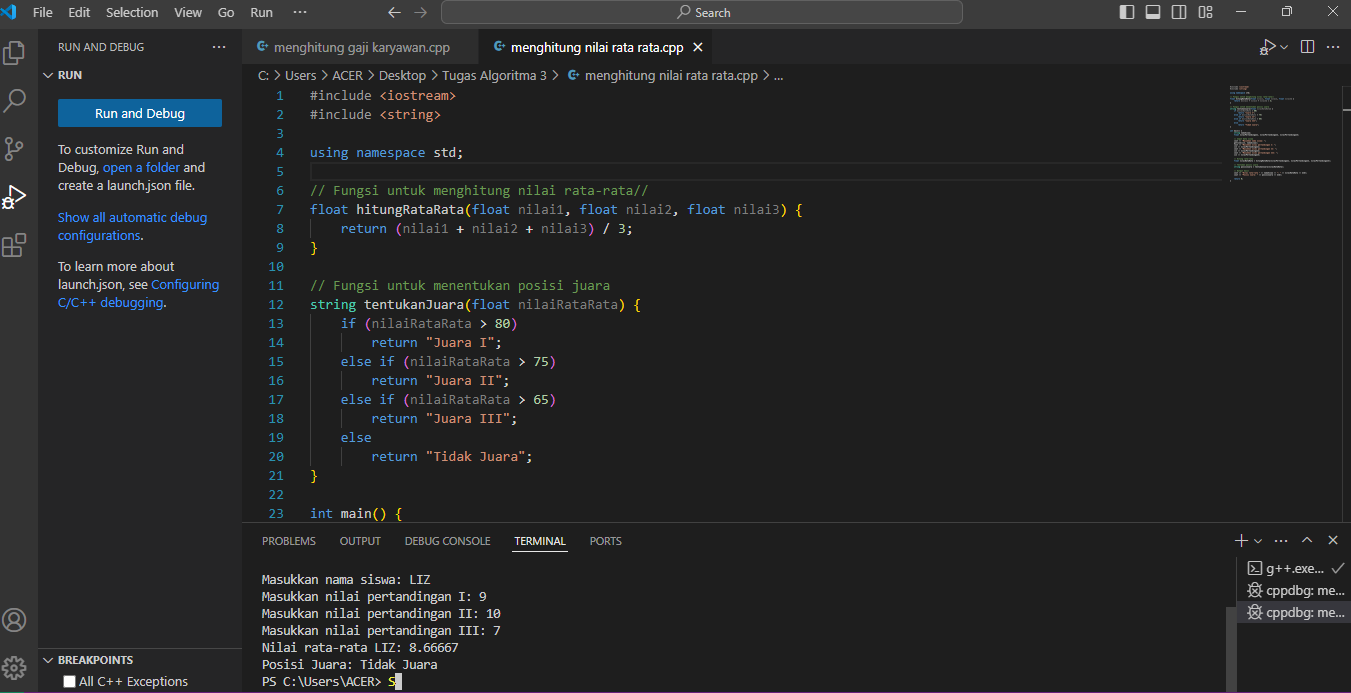 File Edit Selection View Go Run ··· Search
RUN AND DEBUG ···
RUN
Run and Debug
To customize Run and
Debug, open a folder and
create a launch.json file.
Show all automatic debug
configurations.
To learn more about
launch.json, see Configuring
C/C++ debugging.
BREAKPOINTS
All C++ Exceptions
menghitung gaji karyawan.cpp menghitung nilai rata rata.cpp
C: > Users > ACER > Desktop > Tugas Algoritma 3 > menghitung nilai rata rata.cpp > ...
1 #include <iostream>
2 #include <string>
3
4 using namespace std;
5
6 // Fungsi untuk menghitung nilai rata-rata//
7 float hitungRataRata(float nilai1, float nilai2, float nilai3) {
8 return (nilai1 + nilai2 + nilai3) / 3;
9 }
10
11 // Fungsi untuk menentukan posisi juara
12 string tentukanJuara(float nilaiRataRata) {
13 if (nilaiRataRata > 80)
14 return "Juara I";
15 else if (nilaiRataRata > 75)
16 return "Juara II";
17 else if (nilaiRataRata > 65)
18 return "Juara III";
19 else
20 return "Tidak Juara";
21 }
22
23 int main() {
PROBLEMS OUTPUT DEBUG CONSOLE TERMINAL PORTS
Masukkan nama siswa: LIZ
Masukkan nilai pertandingan I: 9
Masukkan nilai pertandingan II: 10
Masukkan nilai pertandingan III: 7
Nilai rata-rata LIZ: 8.66667
Posisi Juara: Tidak Juara
PS C:\Users\ACER> S
g++.exe...
cppdbg: me...
cppdbg: me...